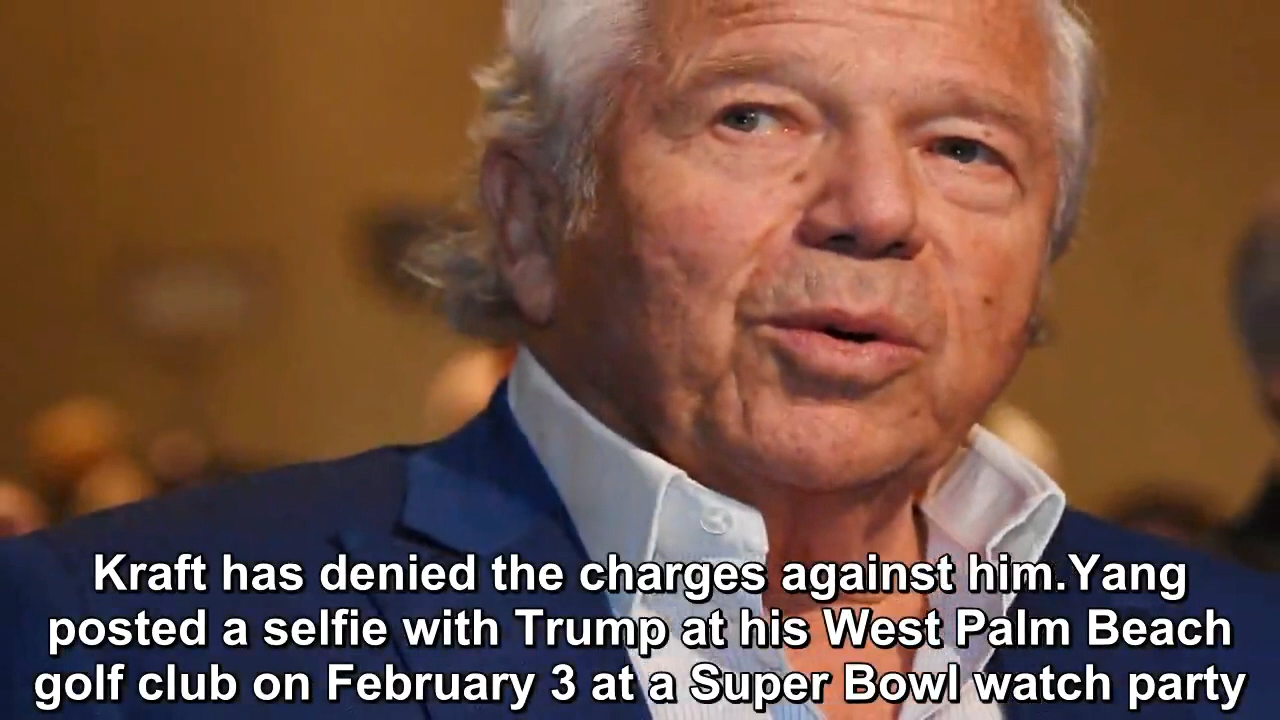 Kraft has denied the charges against him.Yang
posted a selfie with Trump at his West Palm Beach
golf club on February 3 at a Super Bowl watch party